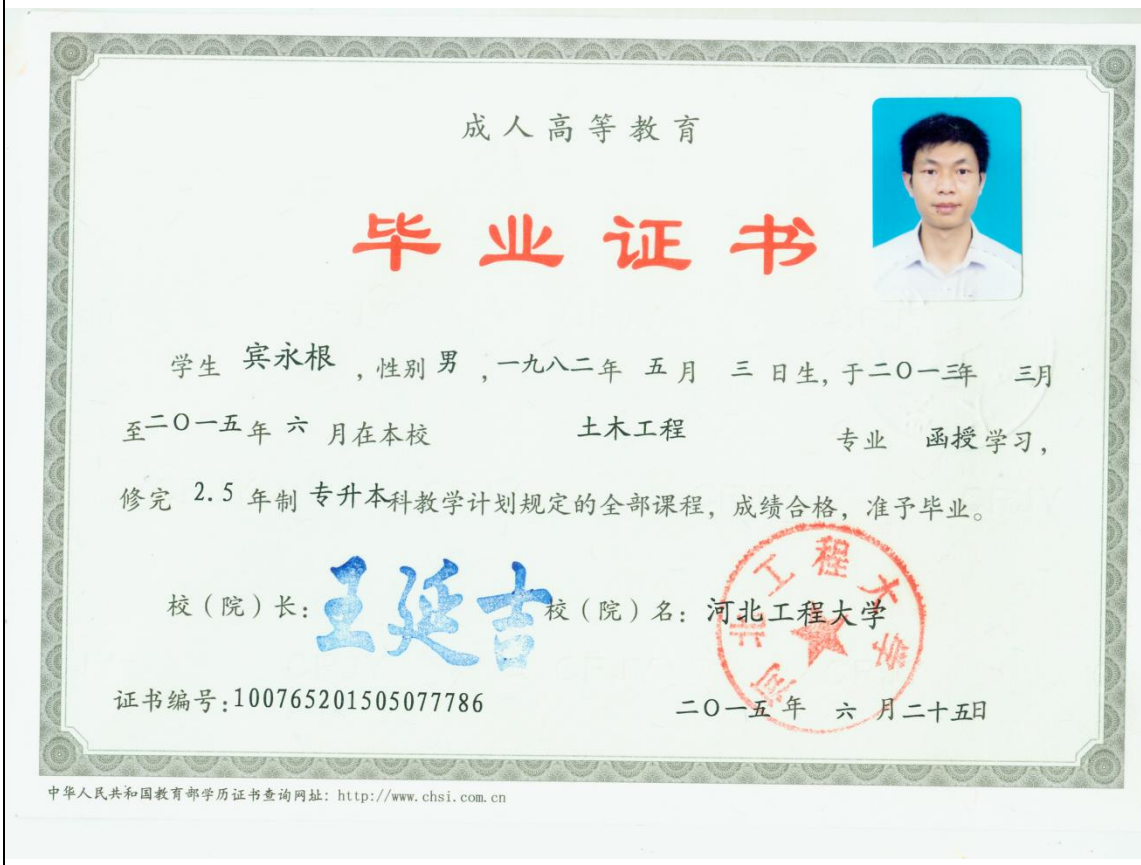 成人高等教育
毕业证书
学生 宾永根 ，性别 男 ，一九八二年 五月 三 日生，于二〇一三年 三月
至二〇一五年 六 月在本校 土木工程 专业 函授学习，
修完 2.5 年制 专升本科教学计划规定的全部课程，成绩合格，准予毕业。
校（院）长：王延吉 校（院）名：河北工程大学
河北工程大学
证书编号：100765201505077786 二〇一五年 六 月二十五日
中华人民共和国教育部学历证书查询网址：http://www.chsi.com.cn